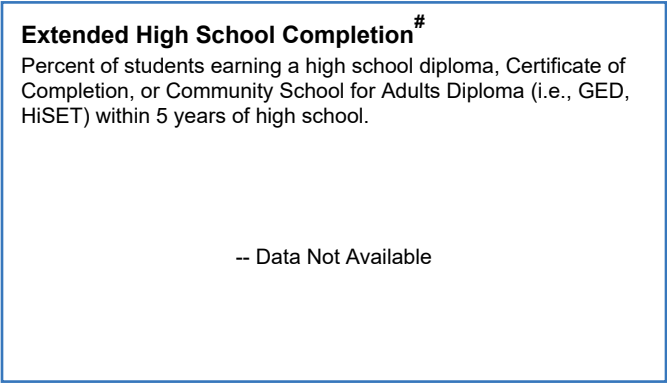 Extended High School Completion#
Percent of students earning a high school diploma, Certificate of
Completion, or Community School for Adults Diploma (i.e., GED,
HiSET) within 5 years of high school.
-- Data Not Available